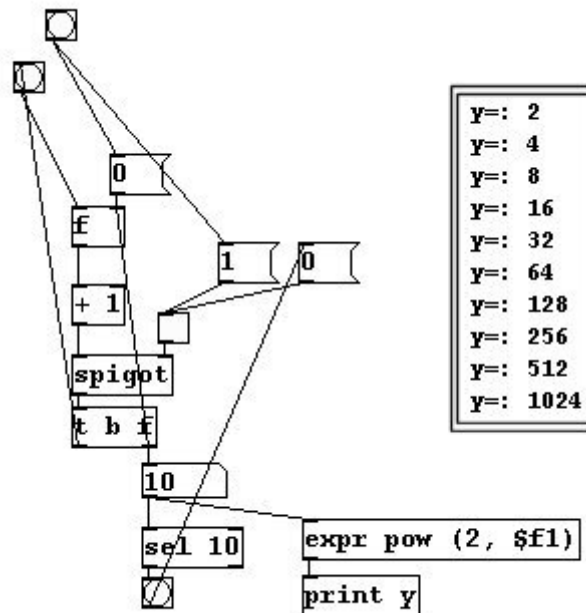 0
f
1
0
+ 1
spigot
t b f
10
sel 10
expr pow (2, $f1)
print y
y=: 2
y=: 4
y=: 8
y=: 16
y=: 32
y=: 64
y=: 128
y=: 256
y=: 512
y=: 1024